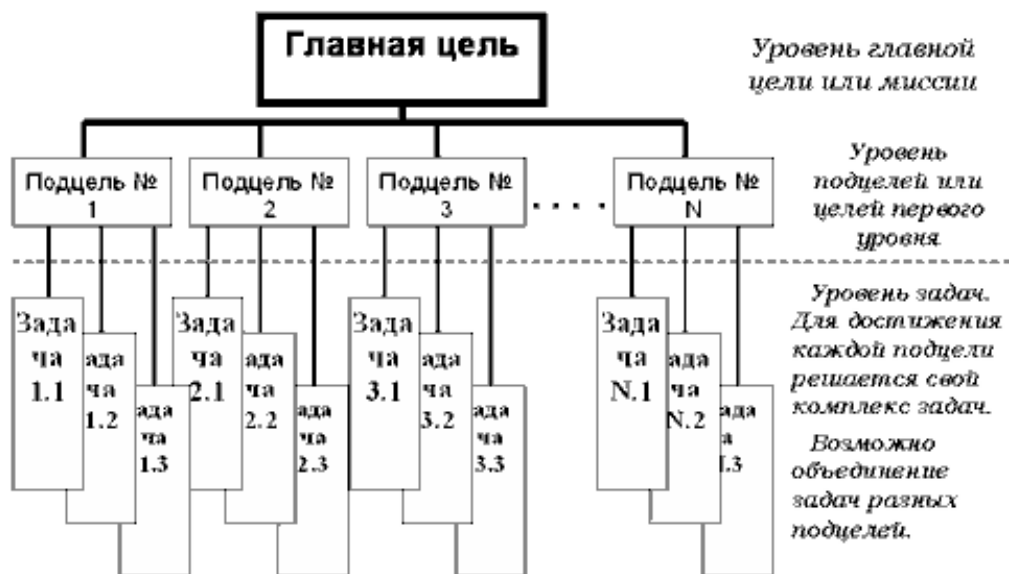 Главная цель
Уровень главной
цели или миссии
Подцель №
1
Подцель №
2
Подцель №
3
. . . .
Подцель №
N
Уровень
подцелей или
целей первого
уровня
Зада
ча
1.1
ада
ча
1.2
ада
ча
1.3
Зада
ча
2.1
ада
ча
2.2
ада
ча
2.3
Зада
ча
3.1
ада
ча
3.2
ада
ча
3.3
Зада
ча
N.1
ада
ча
N.2
ада
.3
Уровень задач.
Для достижения
каждой подцели
решается свой
комплекс задач.
Возможно
объединение
задач разных
подцелей.